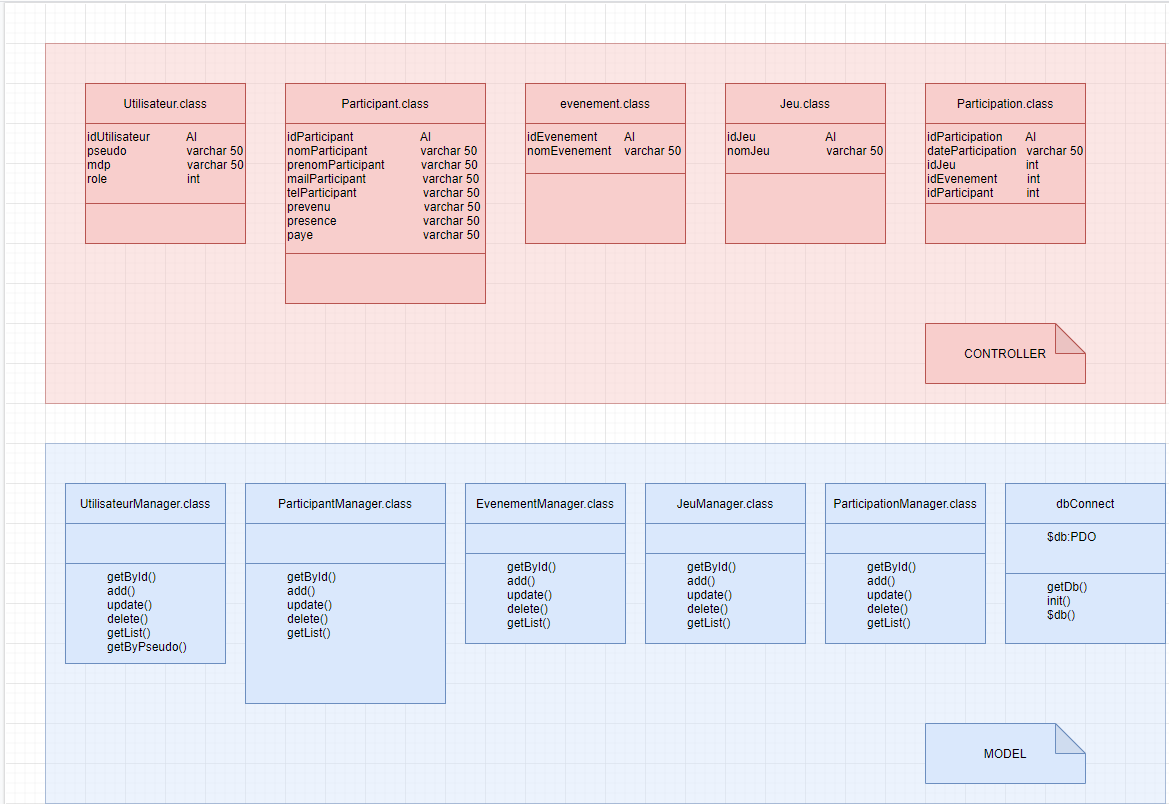 Utilisateur.class
idUtilisateur AI
pseudo varchar 50
mdp varchar 50
role int
Participant.class
idParticipant AI
nomParticipant varchar 50
prenomParticipant varchar 50
mailParticipant varchar 50
telParticipant varchar 50
prevenu varchar 50
presence varchar 50
paye varchar 50
evenement.class
idEvenement AI
nomEvenement varchar 50
Jeu.class
idJeu AI
nomJeu varchar 50
Participation.class
idParticipation AI
dateParticipation varchar 50
idJeu int
idEvenement int
idParticipant int
CONTROLLER
UtilisateurManager.class
getById()
add()
update()
delete()
getList()
getByPseudo()
ParticipantManager.class
getById()
add()
update()
delete()
getList()
EvenementManager.class
getById()
add()
update()
delete()
getList()
JeuManager.class
getById()
add()
update()
delete()
getList()
ParticipationManager.class
getById()
add()
update()
delete()
getList()
dbConnect
$db:PDO
getDb()
init()
$db()
MODEL